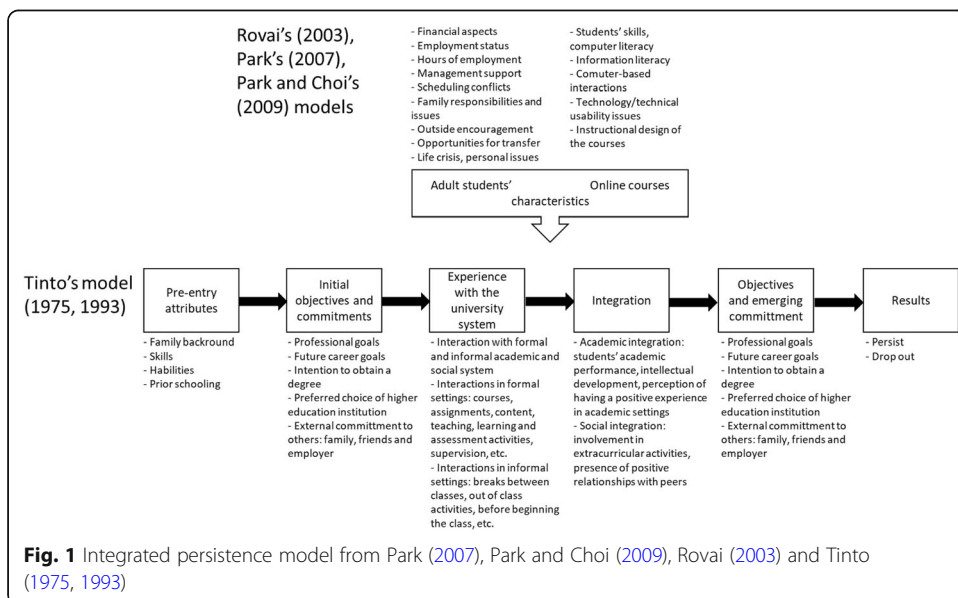 Rovai's (2003),
Park's (2007),
Park and Choi's
(2009) models
- Financial aspects
- Employment status
- Hours of employment
- Management support
- Scheduling conflicts
- Family responsibilities and
issues
- Outside encouragement
- Opportunities for transfer
- Life crisis, personal issues
- Students' skills,
computer literacy
- Information literacy
- Comuter-based
interactions
- Technology/technical
usability issues
- Instructional design of
the courses
Adult students' Online courses
characteristics
Tinto's model
(1975, 1993)
Pre-entry
attributes
- Family backround
- Skills
- Habilities
- Prior schooling
Initial
objectives and
commitments
- Professional goals
- Future career goals
- Intention to obtain a
degree
- Preferred choice of higher
education institution
- External committment to
others: family, friends and
employer
Experience
with the
university
system
- Interaction with formal
and informal academic and
social system
- Interactions in formal
settings: courses,
assignments, content,
teaching, learning and
assessment activities,
supervision, etc.
- Interactions in informal
settings: breaks between
classes, out of class
activities, before beginning
the class, etc.
Integration
- Academic integration:
students' academic
performance, intellectual
development, perception of
having a positive experience
in academic settings
- Social integration:
involvement in
extracurricular activities,
presence of positive
relationships with peers
Objectives
and emerging
committment
- Professional goals
- Future career goals
- Intention to obtain a
degree
- Preferred choice of higher
education institution
- External committment to
others: family, friends and
employer
Results
- Persist
- Drop out
Fig. 1 Integrated persistence model from Park (2007), Park and Choi (2009), Rovai (2003) and Tinto
(1975, 1993)